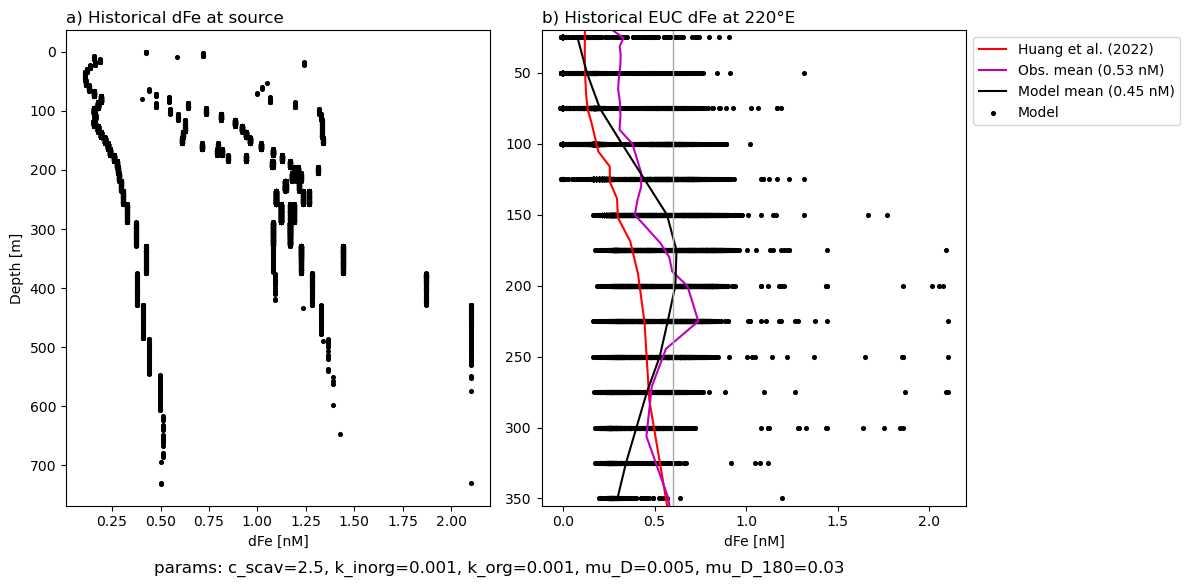 a) Historical dFe at source
0
100
200
300
400
500
600
700
Depth [m]
0.25 0.50 0.75 1.00 1.25 1.50 1.75 2.00
dFe [nM]
b) Historical EUC dFe at 220°E
50
100
150
200
250
300
350
0.0 0.5 1.0 1.5 2.0
dFe [nM]
Huang et al. (2022)
Obs. mean (0.53 nM)
Model mean (0.45 nM)
Model
params: c_scav=2.5, k_inorg=0.001, k_org=0.001, mu_D=0.005, mu_D_180=0.03